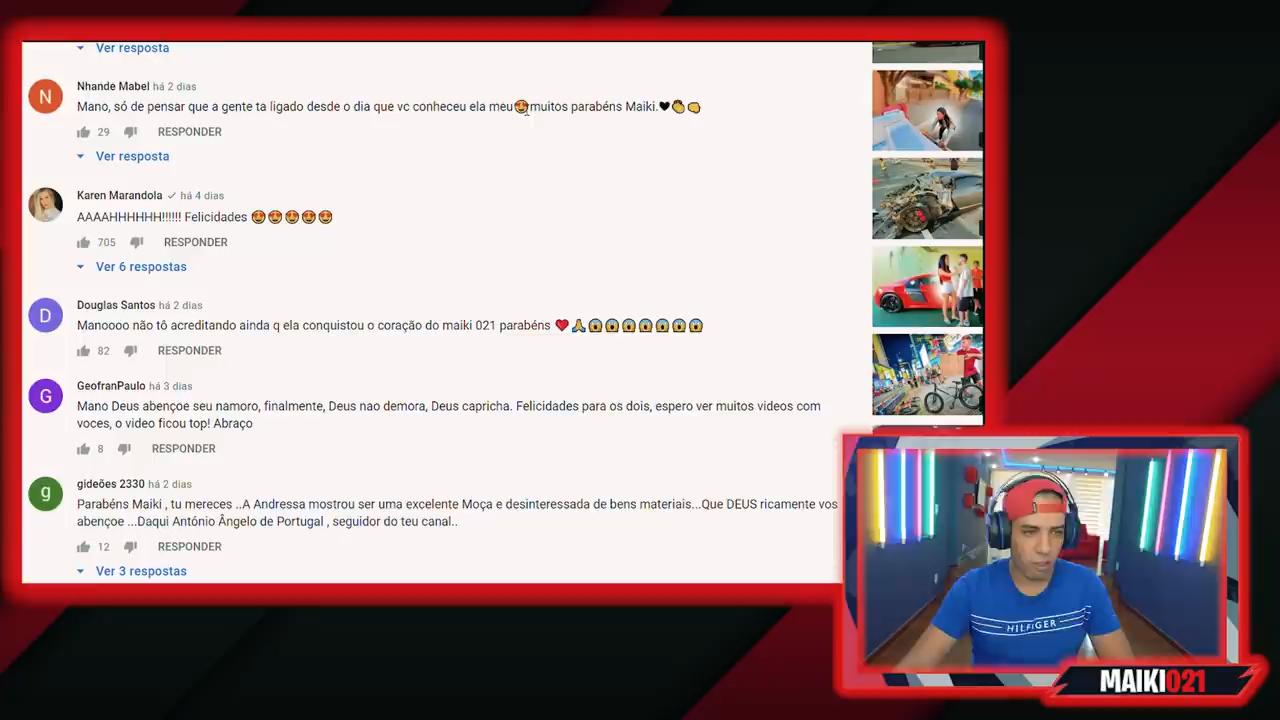 Ver resposta
N
Nhande Mabel há 2 dias
Mano, só de pensar que a gente ta ligado desde o dia que vc conheceu ela meu😍muitos parabéns Maiki.🖤👏👊
29 RESPONDER
Ver resposta
Karen Marandola há 4 dias
AAAAHHHHHH!!!!!! Felicidades 😍😍😍😍😍
705 RESPONDER
Ver 6 respostas
D
Douglas Santos há 2 dias
Manoooo não tô acreditando ainda q ela conquistou o coração do maiki 021 parabéns ❤️🙏😱😱😱😱😱😱😱
82 RESPONDER
G
GeofranPaulo há 3 dias
Mano Deus abençoe seu namoro, finalmente, Deus nao demora, Deus capricha. Felicidades para os dois, espero ver muitos videos com
voces, o video ficou top! Abraço
8 RESPONDER
g
gideões 2330 há 2 dias
Parabéns Maiki , tu mereces ..A Andressa mostrou ser uma excelente Moça e desinteressada de bens materiais...Que DEUS ricamente vos
abençoe ...Daqui António Ângelo de Portugal , seguidor do teu canal..
12 RESPONDER
Ver 3 respostas
HILFIGER
MAIKI021